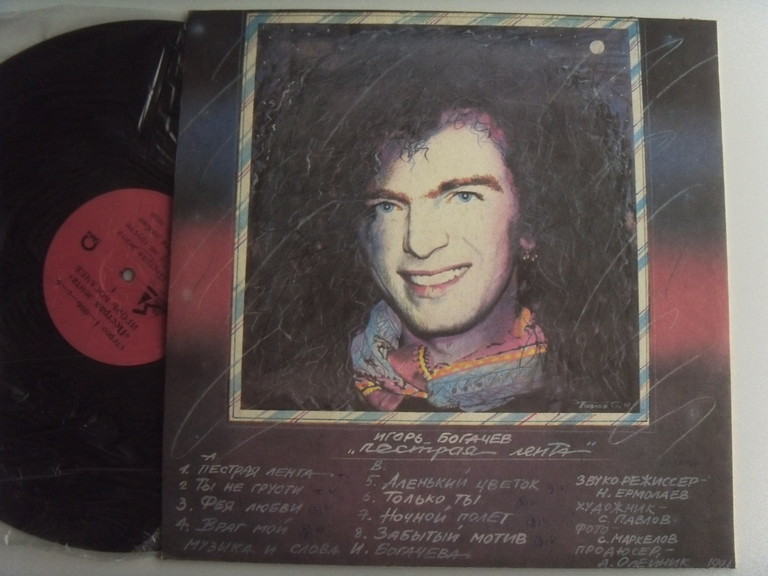 ИГОРЬ БОГАЧЕВ
„ПЕСТРАЯ ЛЕНТА"
А
1. ПЕСТРАЯ ЛЕНТА
2 ТЫ НЕ ГРУСТИ
3. ФЕЯ ЛЮБВИ
4. ВРАГ МОЙ
В.
5. АЛЕНЬКИЙ ЦВЕТОК
6. ТОЛЬКО ТЫ
7. НОЧНОЙ ПОЛЕТ
8. ЗАБЫТЫЙ МОТИВ
МУЗЫКА И СЛОВА И. БОГАЧЕВА
ЗВУКОРЕЖИССЕР-
Н. ЕРМОЛАЕВ
ХУДОЖНИК-
С. ПАВЛОВ
ФОТО
С. МАРКЕЛОВ
ПРОДЮСЕР-
А. ОЛЕЙНИК 1991